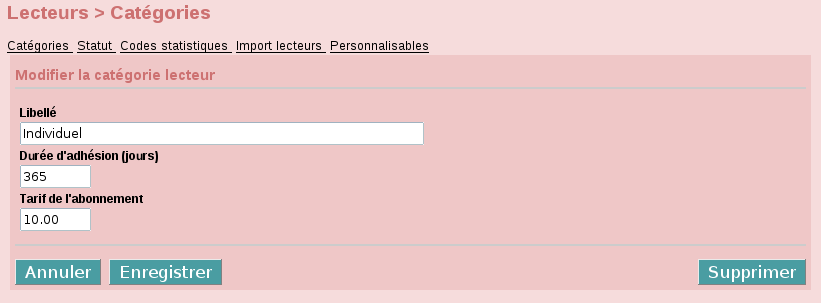 Lecteurs > Catégories
Catégories Statut Codes statistiques Import lecteurs Personnalisables
Modifier la catégorie lecteur
Libellé
Individuel
Durée d'adhésion (jours)
365
Tarif de l'abonnement
10.00
Annuler Enregistrer Supprimer